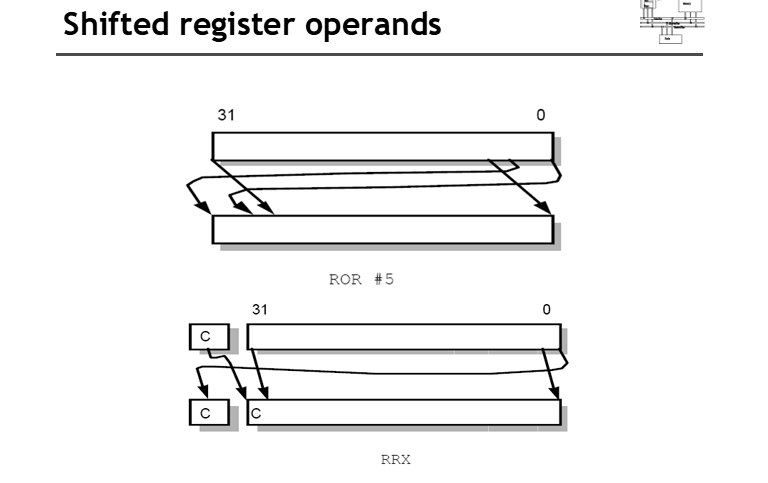 Shifted register operands
31 0
ROR #5
31 0
C
C C
RRX